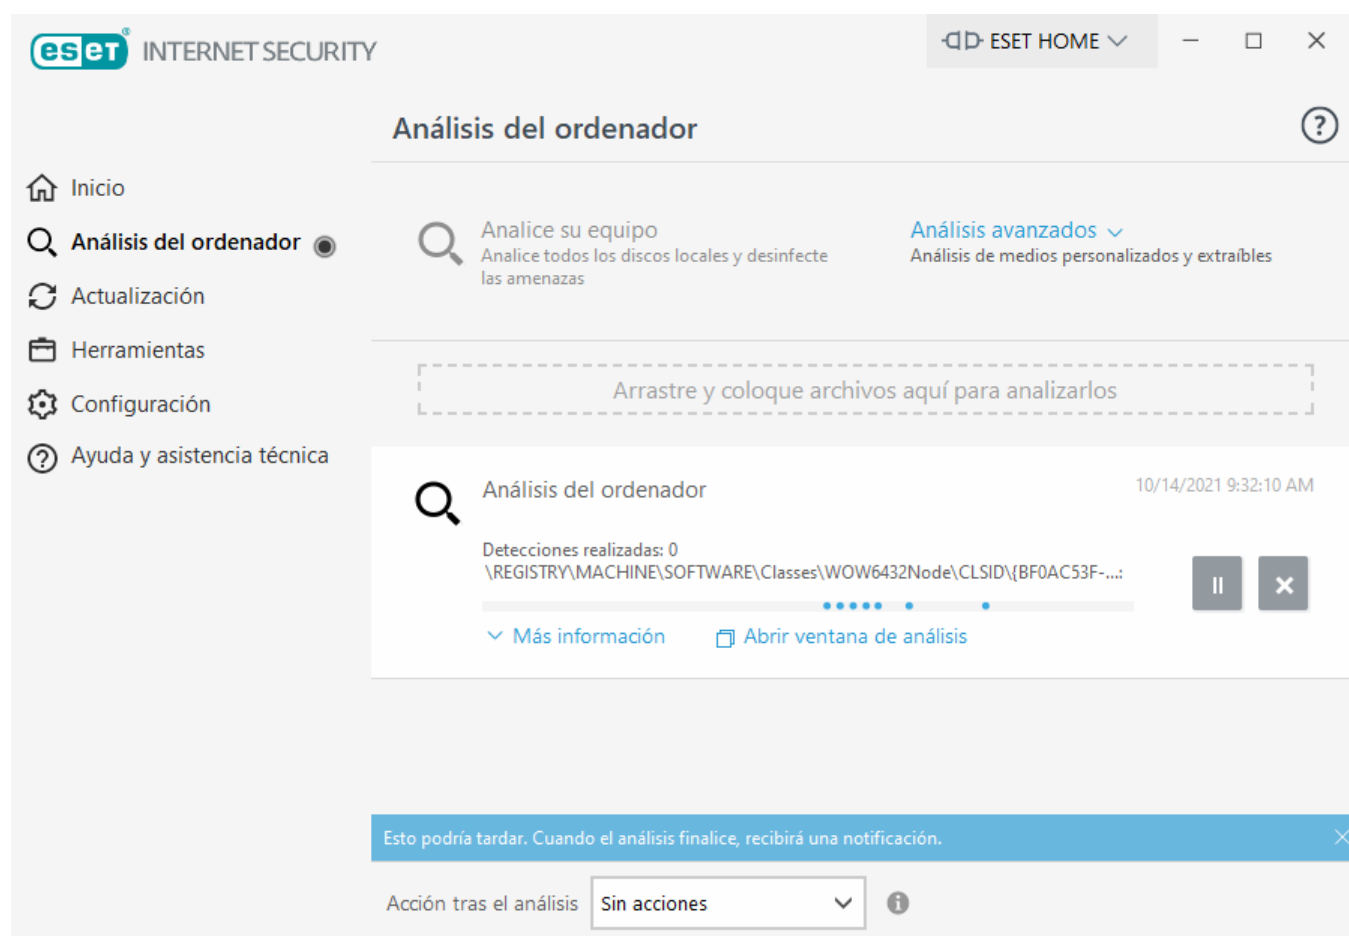 eset® INTERNET SECURITY
ESET HOME
Análisis del ordenador
Inicio
Análisis del ordenador
Actualización
Herramientas
Configuración
Ayuda y asistencia técnica
Analice su equipo
Analice todos los discos locales y desinfecte
las amenazas
Análisis avanzados
Análisis de medios personalizados y extraíbles
Arrastre y coloque archivos aquí para analizarlos
Análisis del ordenador
10/14/2021 9:32:10 AM
Detecciones realizadas: 0
\REGISTRY\MACHINE\SOFTWARE\Classes\WOW6432Node\CLSID\{BF0AC53F-...:
Más información
Abrir ventana de análisis
Esto podría tardar. Cuando el análisis finalice, recibirá una notificación.
Acción tras el análisis
Sin acciones